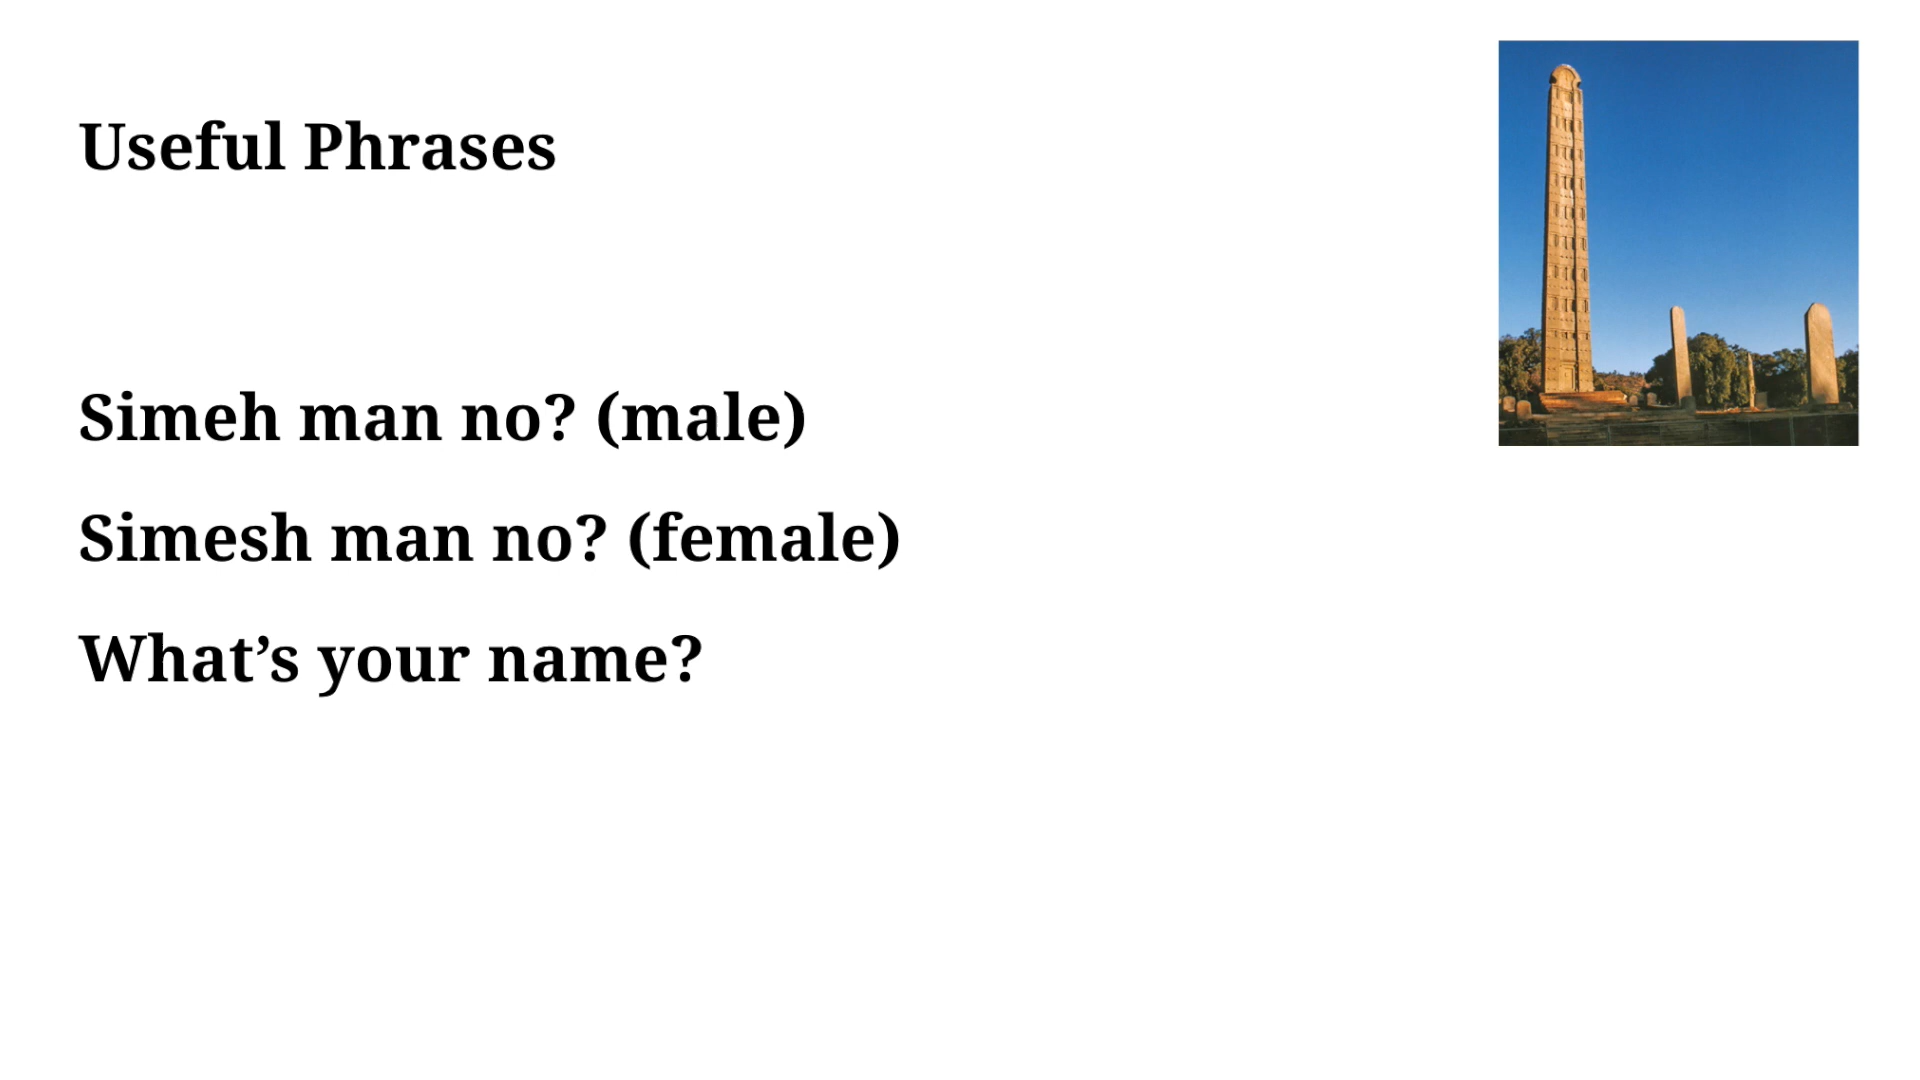 Useful Phrases
Simeh man no? (male)
Simesh man no? (female)
What’s your name?